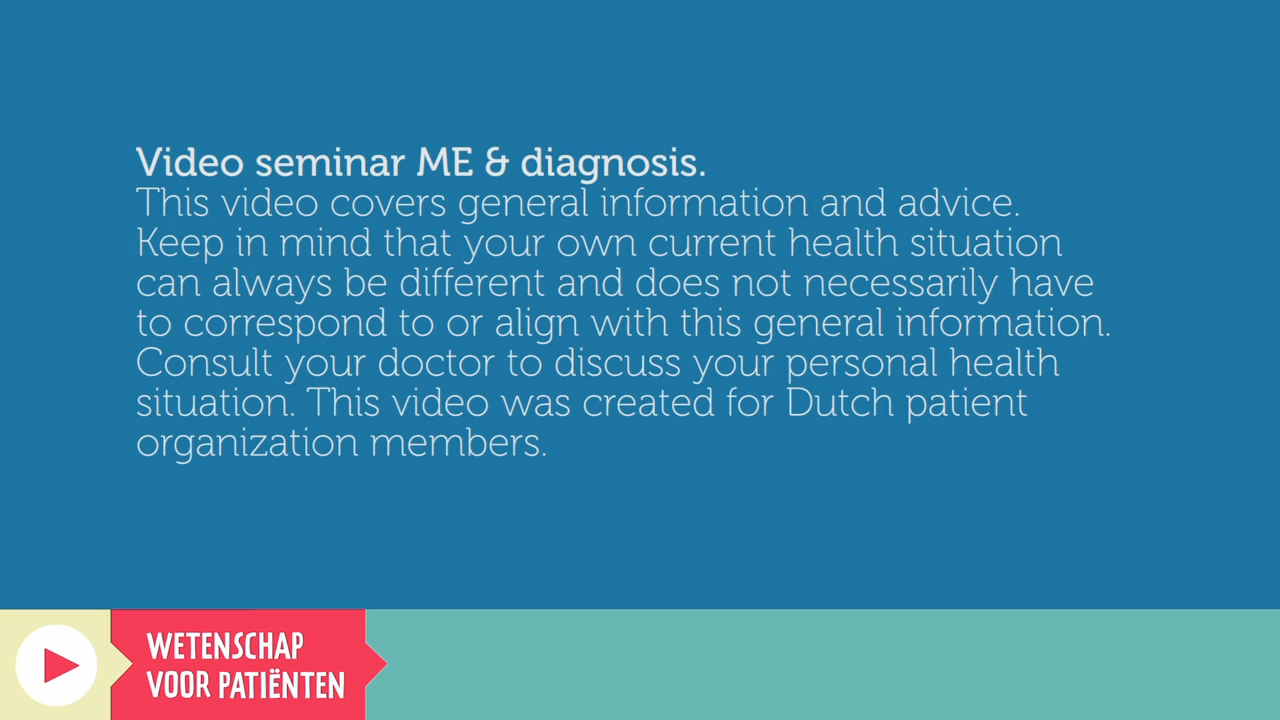 Video seminar ME & diagnosis.
This video covers general information and advice.
Keep in mind that your own current health situation
can always be different and does not necessarily have
to correspond to or align with this general information.
Consult your doctor to discuss your personal health
situation. This video was created for Dutch patient
organization members.
WETENSCHAP
VOOR PATIËNTEN